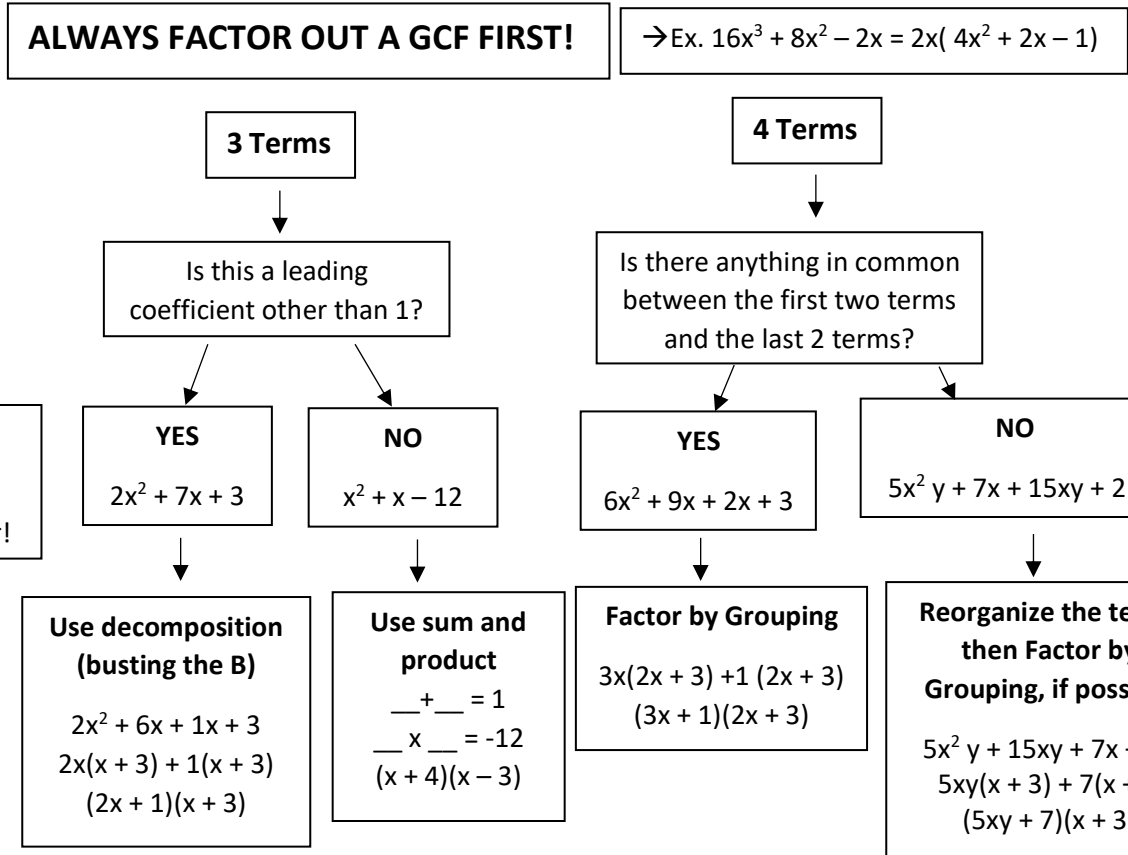 ALWAYS FACTOR OUT A GCF FIRST!
→Ex. 16x³ + 8x² – 2x = 2x( 4x² + 2x – 1)
3 Terms
4 Terms
Is this a leading
coefficient other than 1?
Is there anything in common
between the first two terms
and the last 2 terms?
!
YES
2x² + 7x + 3
NO
x² + x – 12
YES
6x² + 9x + 2x + 3
NO
5x² y + 7x + 15xy + 2
Use decomposition
(busting the B)
2x² + 6x + 1x + 3
2x(x + 3) + 1(x + 3)
(2x + 1)(x + 3)
Use sum and
product
__+__ = 1
__ x __ = -12
(x + 4)(x – 3)
Factor by Grouping
3x(2x + 3) +1 (2x + 3)
(3x + 1)(2x + 3)
Reorganize the
then Factor
Grouping, if
5x² y + 15xy + 7x
5xy(x + 3) + 7(x
(5xy + 7)(x + 3